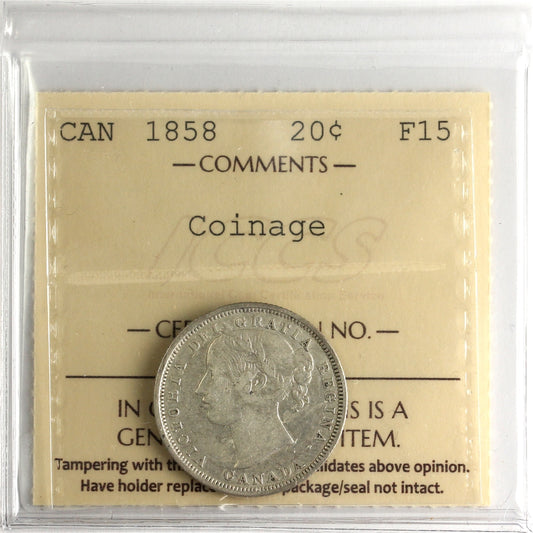 CAN 1858 20¢ F15
— COMMENTS —
Coinage
ICCS
— CE NO. —
VICTORIA DEI GRATIA REGINA.
CANADA
IN IS A
GEN ITEM.
Tampering with th idates above opinion.
Have holder replac package/seal not intact.